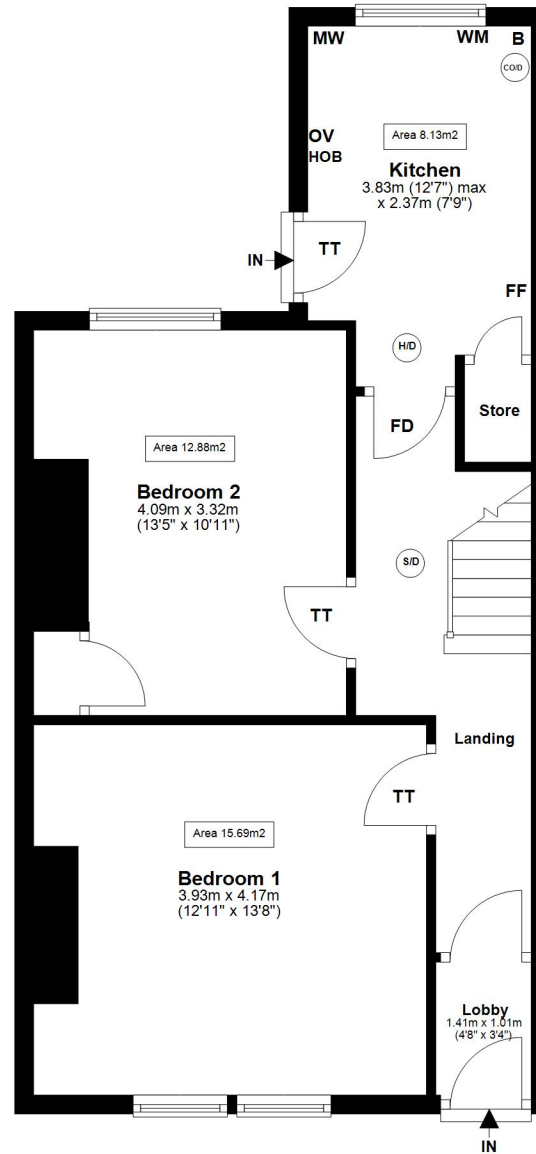 MW
WM
B
CO/D
OV
HOB
Area 8.13m2
Kitchen
3.83m (12'7") max
x 2.37m (7'9")
IN
TT
FF
H/D
Store
FD
Area 12.88m2
Bedroom 2
4.09m x 3.32m
(13'5" x 10'11")
S/D
TT
Landing
TT
Area 15.69m2
Bedroom 1
3.93m x 4.17m
(12'11" x 13'8")
Lobby
1.41m x 1.01m
(4'8" x 3'4")
IN